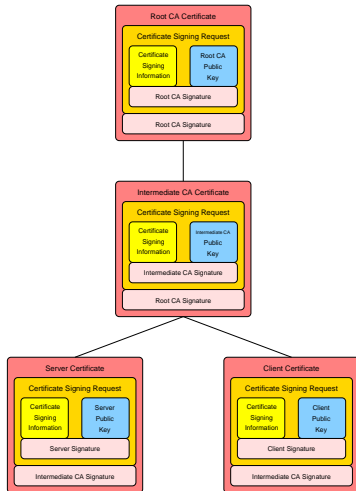 Root CA Certificate
Certificate Signing Request
Certificate
Signing
Information
Root CA
Public
Key
Root CA Signature
Root CA Signature
Intermediate CA Certificate
Certificate Signing Request
Certificate
Signing
Information
Intermediate CA
Public
Key
Intermediate CA Signature
Root CA Signature
Server Certificate
Certificate Signing Request
Certificate
Signing
Information
Server
Public
Key
Server Signature
Intermediate CA Signature
Client Certificate
Certificate Signing Request
Certificate
Signing
Information
Client
Public
Key
Client Signature
Intermediate CA Signature